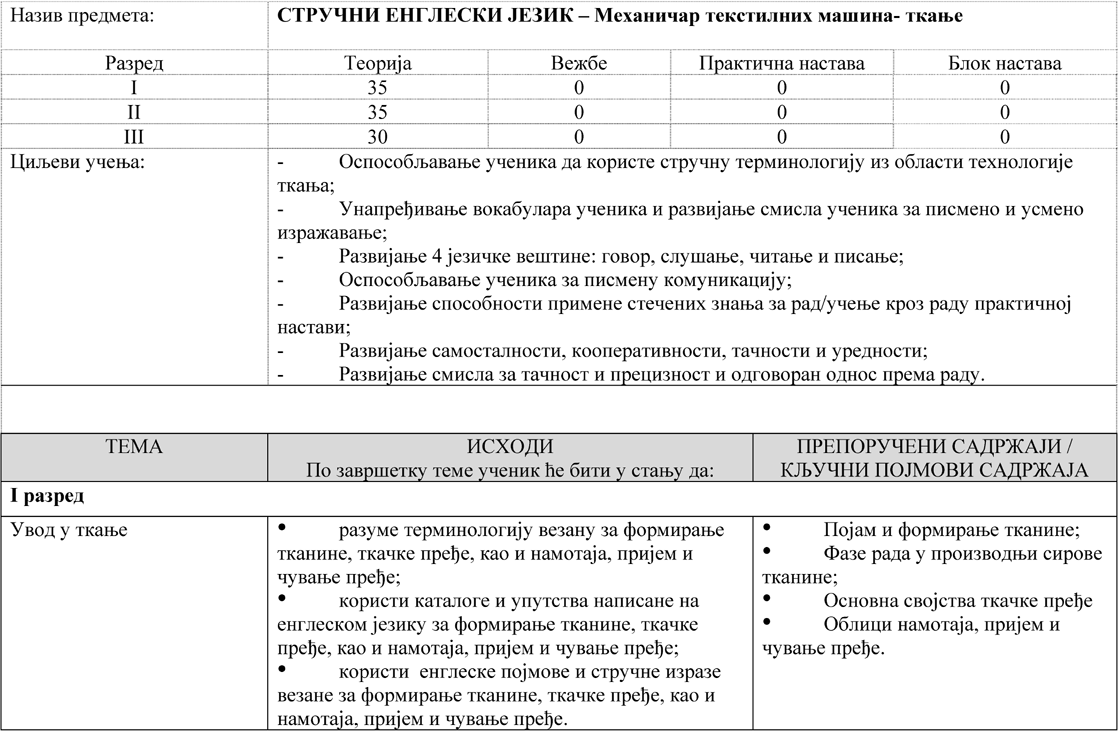 Назив предмета: СТРУЧНИ ЕНГЛЕСКИ ЈЕЗИК – Механичар текстилних машина- ткање
Разред Теорија Вежбе Практична настава Блок настава
I 35 0 0 0
II 35 0 0 0
III 30 0 0 0
Циљеви учења: - Оспособљавање ученика да користе стручну терминологију из области технологије
ткања;
- Унапређивање вокабулара ученика и развијање смисла ученика за писмено и усмено
изражавање;
- Развијање 4 језичке вештине: говор, слушање, читање и писање;
- Оспособљавање ученика за писмену комуникацију;
- Развијање способности примене стечених знања за рад/учење кроз раду практичној
настави;
- Развијање самосталности, кооперативности, тачности и уредности;
- Развијање смисла за тачност и прецизност и одговоран однос према раду.
ТЕМА
ИСХОДИ
По завршетку теме ученик ће бити у стању да:
ПРЕПОРУЧЕНИ САДРЖАЈИ /
КЉУЧНИ ПОЈМОВИ САДРЖАЈА
I разред
Увод у ткање
• разуме терминологију везану за формирање
тканине, ткачке пређе, као и намотаја, пријем и
чување пређе;
• користи каталоге и упутства написане на
енглеском језику за формирање тканине, ткачке
пређе, као и намотаја, пријем и чување пређе;
• користи енглеске појмове и стручне изразе
везане за формирање тканине, ткачке пређе, као и
намотаја, пријем и чување пређе.
• Појам и формирање тканине;
• Фазе рада у производњи сирове
тканине;
• Основна својства ткачке пређе
• Облици намотаја, пријем и
чување пређе.